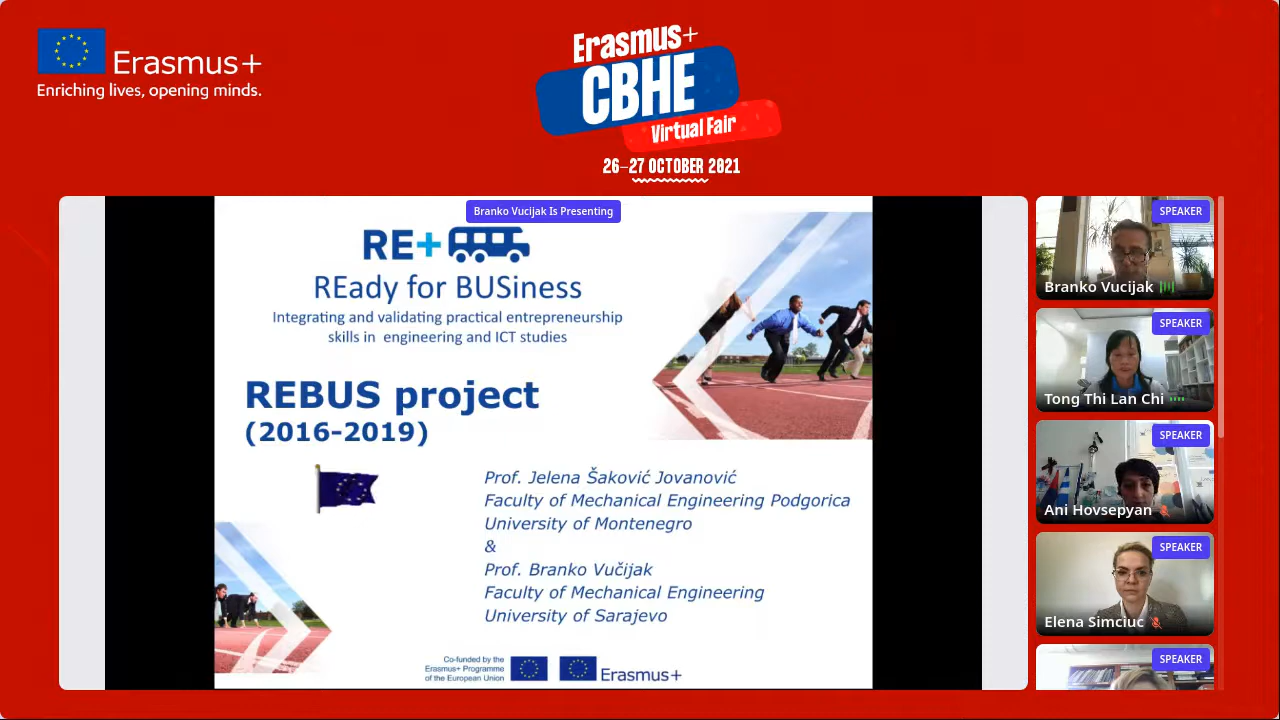 Erasmus+
Enriching lives, opening minds.
Erasmus+
CBHE
Virtual Fair
26–27 OCTOBER 2021
Branko Vucijak Is Presenting
RE+
REady for BUSiness
Integrating and validating practical entrepreneurship
skills in engineering and ICT studies
REBUS project
(2016-2019)
Prof. Jelena Šaković Jovanović
Faculty of Mechanical Engineering Podgorica
University of Montenegro
&
Prof. Branko Vučijak
Faculty of Mechanical Engineering
University of Sarajevo
Co-funded by the
Erasmus+ Programme
of the European Union
Erasmus+
SPEAKER
Branko Vucijak
SPEAKER
Tong Thi Lan Chi
SPEAKER
Ani Hovsepyan
SPEAKER
Elena Simciuc
SPEAKER